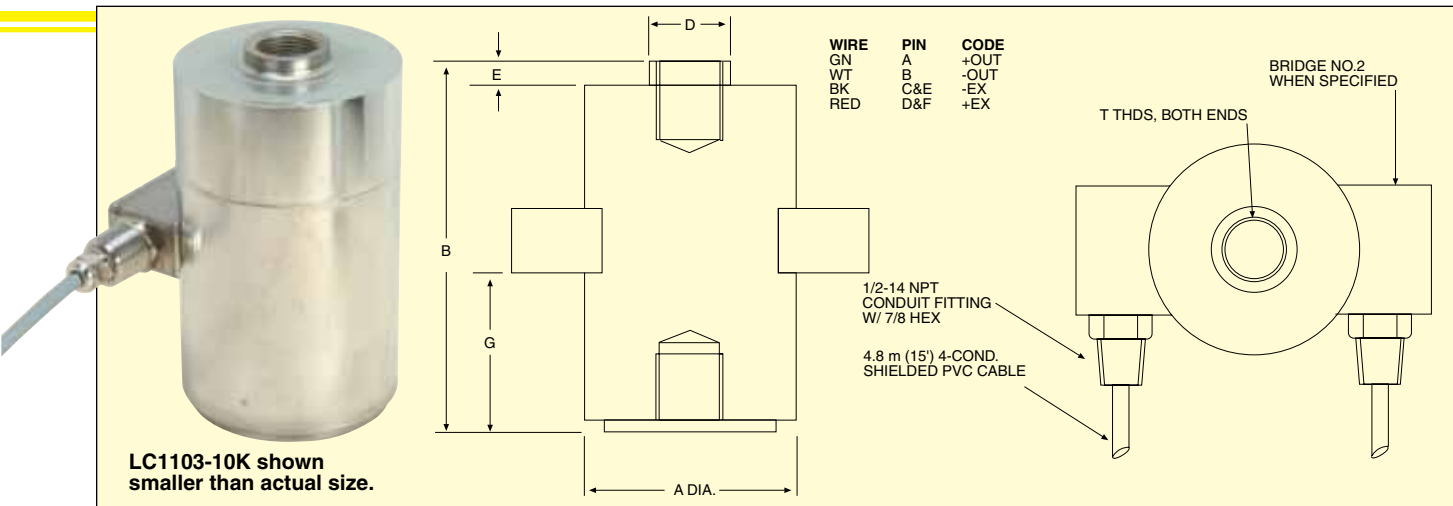 D
E
B
G
A DIA.
WIRE PIN CODE
GN A +OUT
WT B -OUT
BK C&E -EX
RED D&F +EX
BRIDGE NO.2
WHEN SPECIFIED
T THDS, BOTH ENDS
1/2-14 NPT
CONDUIT FITTING
W/ 7/8 HEX
4.8 m (15') 4-COND.
SHIELDED PVC CABLE
LC1103-10K shown
smaller than actual size.